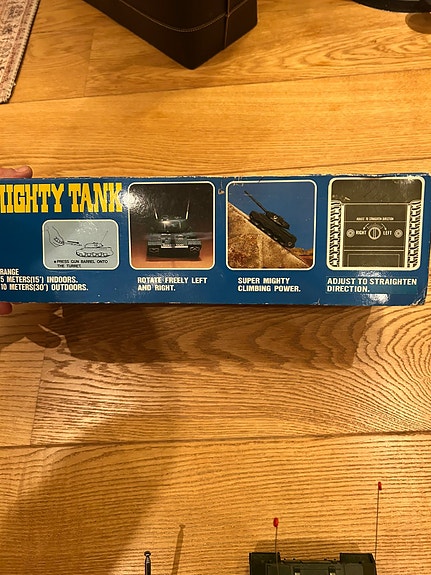 MIGHTY TANK
PRESS GUN BARREL ONTO
THE TURRET.
RANGE
5 METERS(15') INDOORS.
10 METERS(30') OUTDOORS.
ROTATE FREELY LEFT
AND RIGHT.
SUPER MIGHTY
CLIMBING POWER.
ADJUST TO STRAIGHTEN DIRECTION
RIGHT
LEFT
ADJUST TO STRAIGHTEN
DIRECTION.